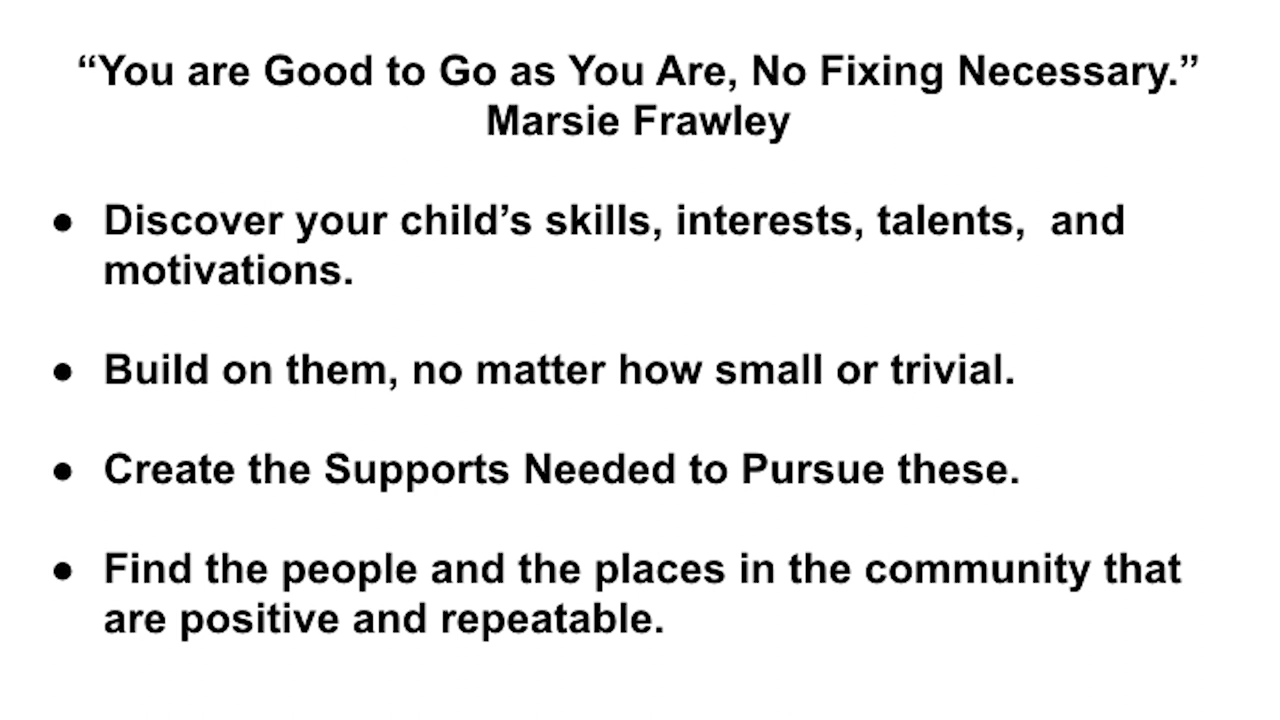 “You are Good to Go as You Are, No Fixing Necessary.”
Marsie Frawley
● Discover your child’s skills, interests, talents,  and
motivations.
● Build on them, no matter how small or trivial.
● Create the Supports Needed to Pursue these.
● Find the people and the places in the community that
are positive and repeatable.